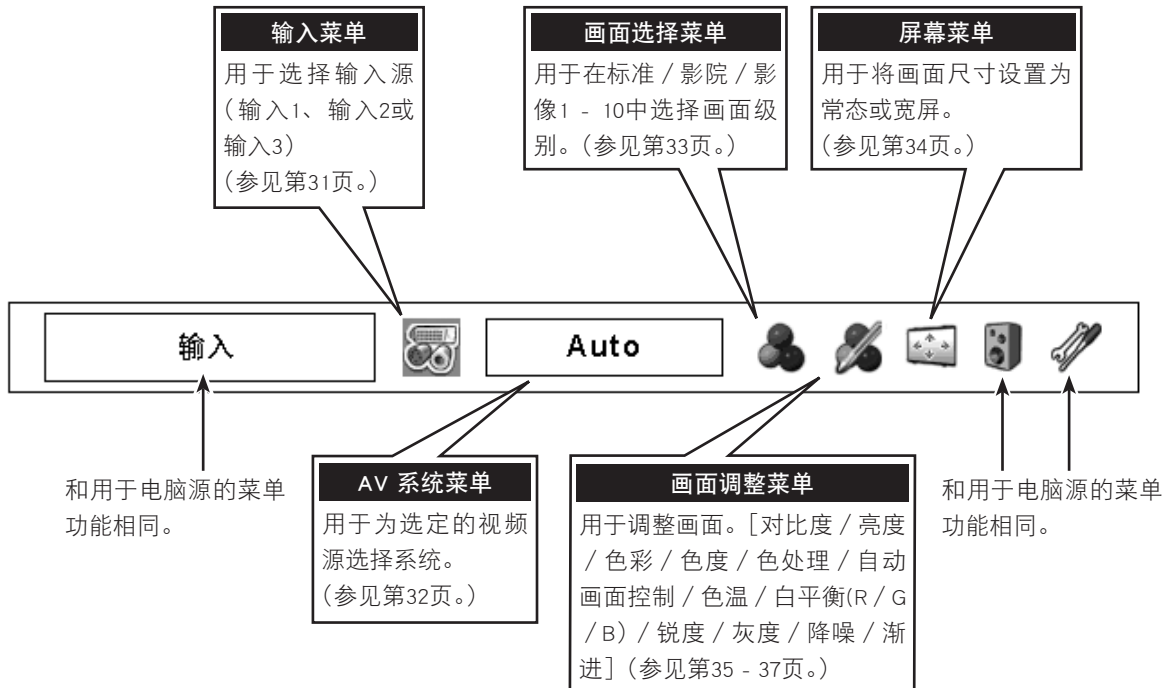 输入菜单
用于选择输入源
（输入1、输入2或
输入3）
（参见第31页。）
画面选择菜单
用于在标准 / 影院 / 影
像1 - 10中选择画面级
别。（参见第33页。）
屏幕菜单
用于将画面尺寸设置为
常态或宽屏。
（参见第34页。）
输入
Auto
和用于电脑源的菜单
功能相同。
AV 系统菜单
用于为选定的视频
源选择系统。
（参见第32页。）
画面调整菜单
用于调整画面。[对比度 / 亮度
/ 色彩 / 色度 / 色处理 / 自动
画面控制 / 色温 / 白平衡(R / G
/ B) / 锐度 / 灰度 / 降噪 / 渐
进]（参见第35 - 37页。）
和用于电脑源的菜单
功能相同。